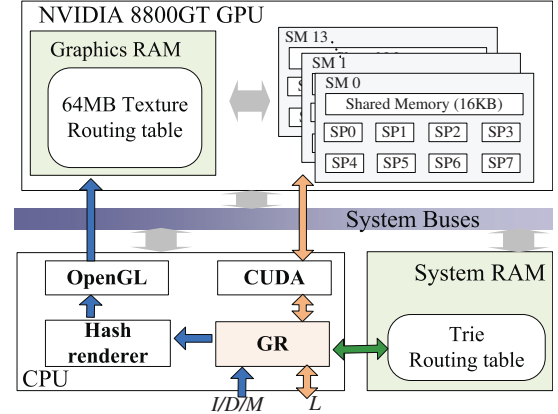 NVIDIA 8800GT GPU
Graphics RAM
64MB Texture
Routing table
SM 13
SM 1
SM 0
Shared Memory (16KB)
SP0 SP1 SP2 SP3
SP4 SP5 SP6 SP7
System Buses
OpenGL
CUDA
Hash
renderer
GR
CPU
System RAM
Trie
Routing table
I/D/M
L